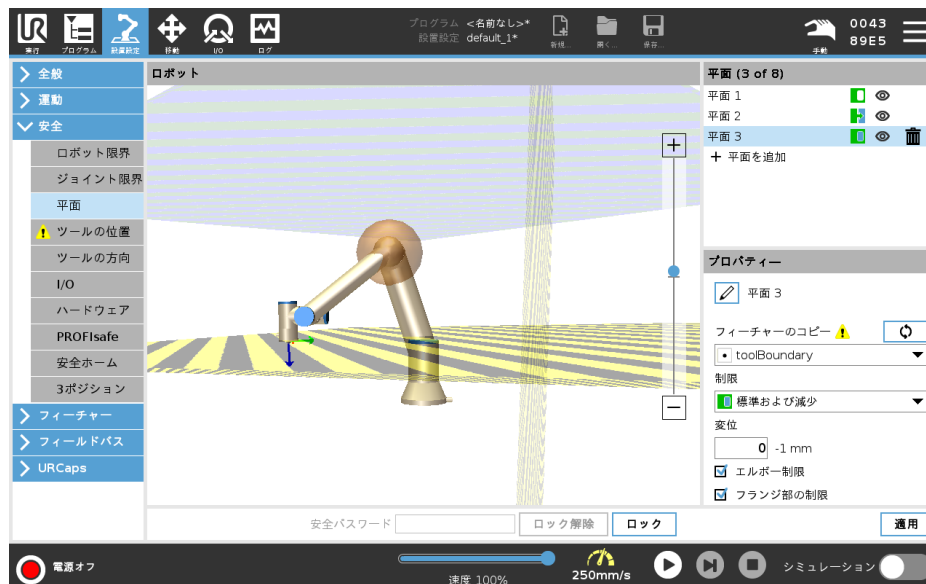 プログラム <名前なし>*
設置設定 default_1*
実行
プログラム
設置設定
移動
I/O
ログ
新規...
開く...
保存...
手動
0043
89E5
全般
運動
安全
ロボット限界
ジョイント限界
平面
ツールの位置
ツールの方向
I/O
ハードウェア
PROFIsafe
安全ホーム
3ポジション
フィーチャー
フィールドバス
URCaps
ロボット
平面 (3 of 8)
平面 1
平面 2
平面 3
平面を追加
プロパティー
平面 3
フィーチャーのコピー
toolBoundary
制限
標準および減少
変位
0 -1 mm
エルボー制限
フランジ部の制限
安全パスワード
ロック解除
ロック
適用
電源オフ
速度 100%
250mm/s
シミュレーション